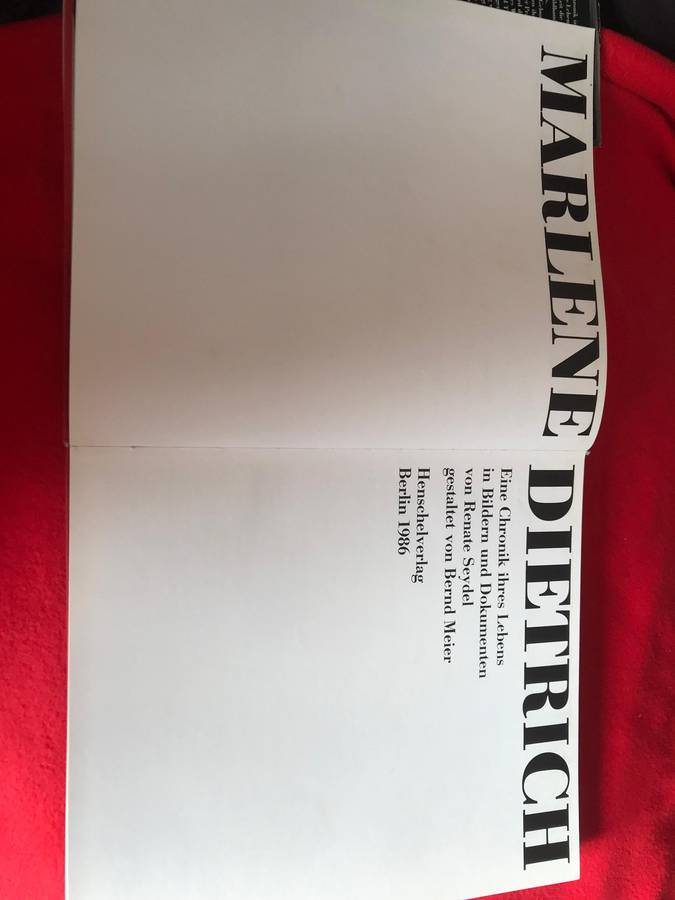 MARLENE DIETRICH
Eine Chronik ihres Lebens
in Bildern und Dokumenten
von Renate Seydel
gestaltet von Bernd Meier
Henschelverlag
Berlin 1986